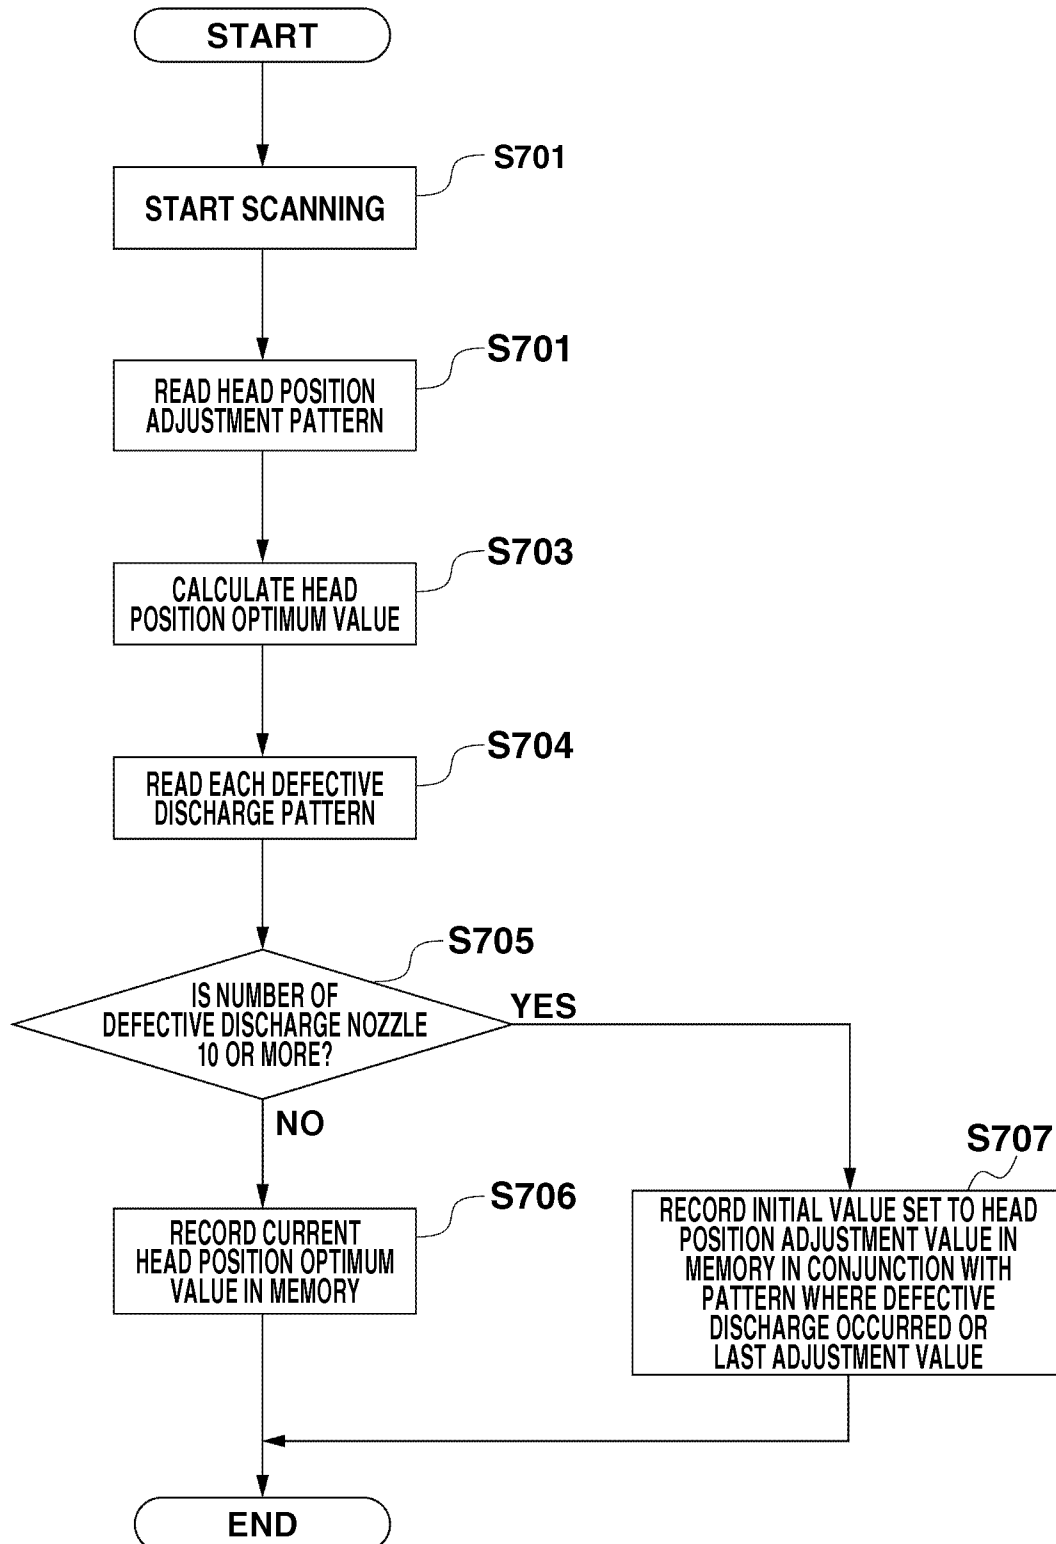 START
S701
START SCANNING
S701
READ HEAD POSITION
ADJUSTMENT PATTERN
S703
CALCULATE HEAD
POSITION OPTIMUM VALUE
S704
READ EACH DEFECTIVE
DISCHARGE PATTERN
S705
IS NUMBER OF
DEFECTIVE DISCHARGE NOZZLE
10 OR MORE?
YES
NO
S706
RECORD CURRENT
HEAD POSITION OPTIMUM
VALUE IN MEMORY
S707
RECORD INITIAL VALUE SET TO HEAD
POSITION ADJUSTMENT VALUE IN
MEMORY IN CONJUNCTION WITH
PATTERN WHERE DEFECTIVE
DISCHARGE OCCURRED OR
LAST ADJUSTMENT VALUE
END